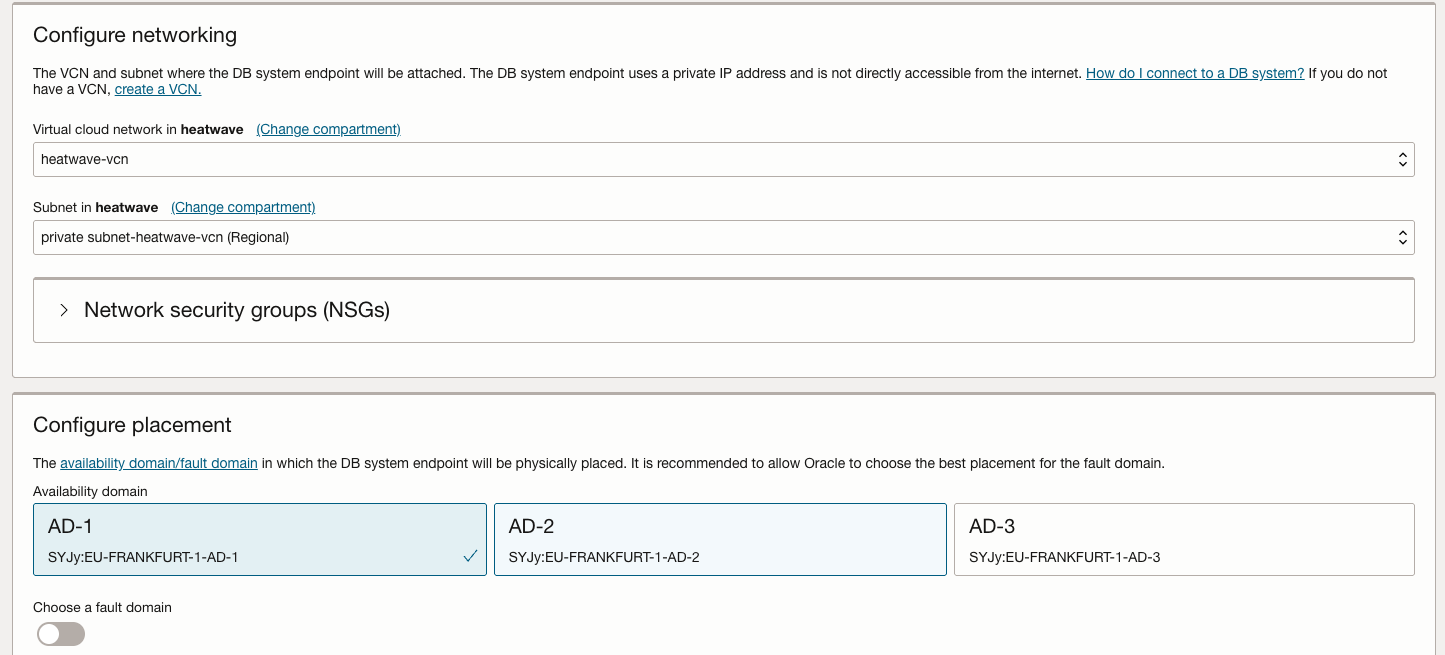 Configure networking
The VCN and subnet where the DB system endpoint will be attached. The DB system endpoint uses a private IP address and is not directly accessible from the internet. How do I connect to a DB system? If you do not
have a VCN, create a VCN.
Virtual cloud network in heatwave (Change compartment)
heatwave-vcn
Subnet in heatwave (Change compartment)
private subnet-heatwave-vcn (Regional)
Network security groups (NSGs)
Configure placement
The availability domain/fault domain in which the DB system endpoint will be physically placed. It is recommended to allow Oracle to choose the best placement for the fault domain.
Availability domain
AD-1
SYJy:EU-FRANKFURT-1-AD-1
AD-2
SYJy:EU-FRANKFURT-1-AD-2
AD-3
SYJy:EU-FRANKFURT-1-AD-3
Choose a fault domain